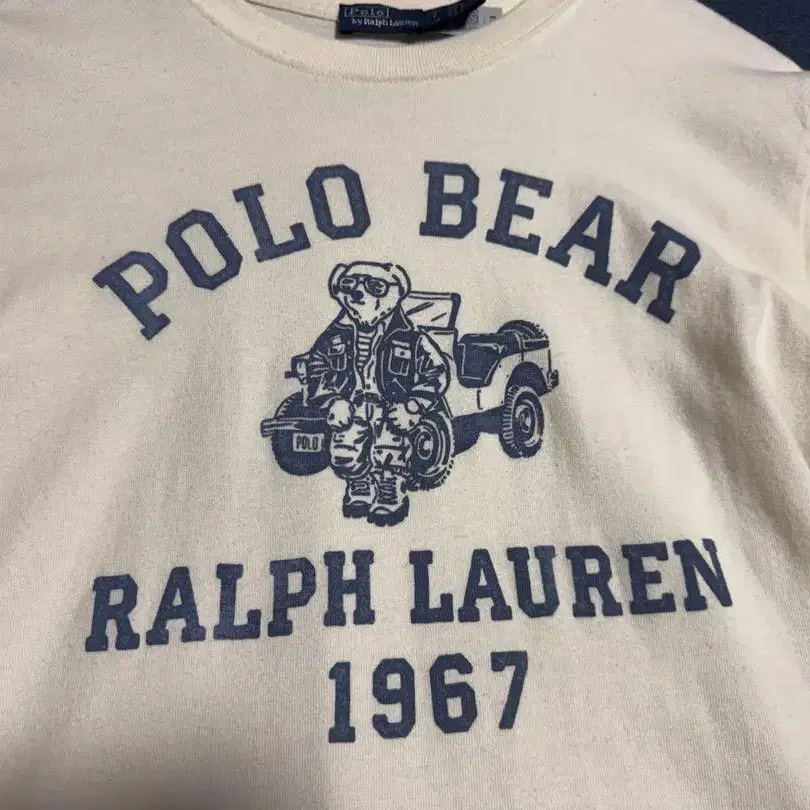 Polo
by Ralph Lauren
POLO BEAR
POLO
RALPH LAUREN
1967